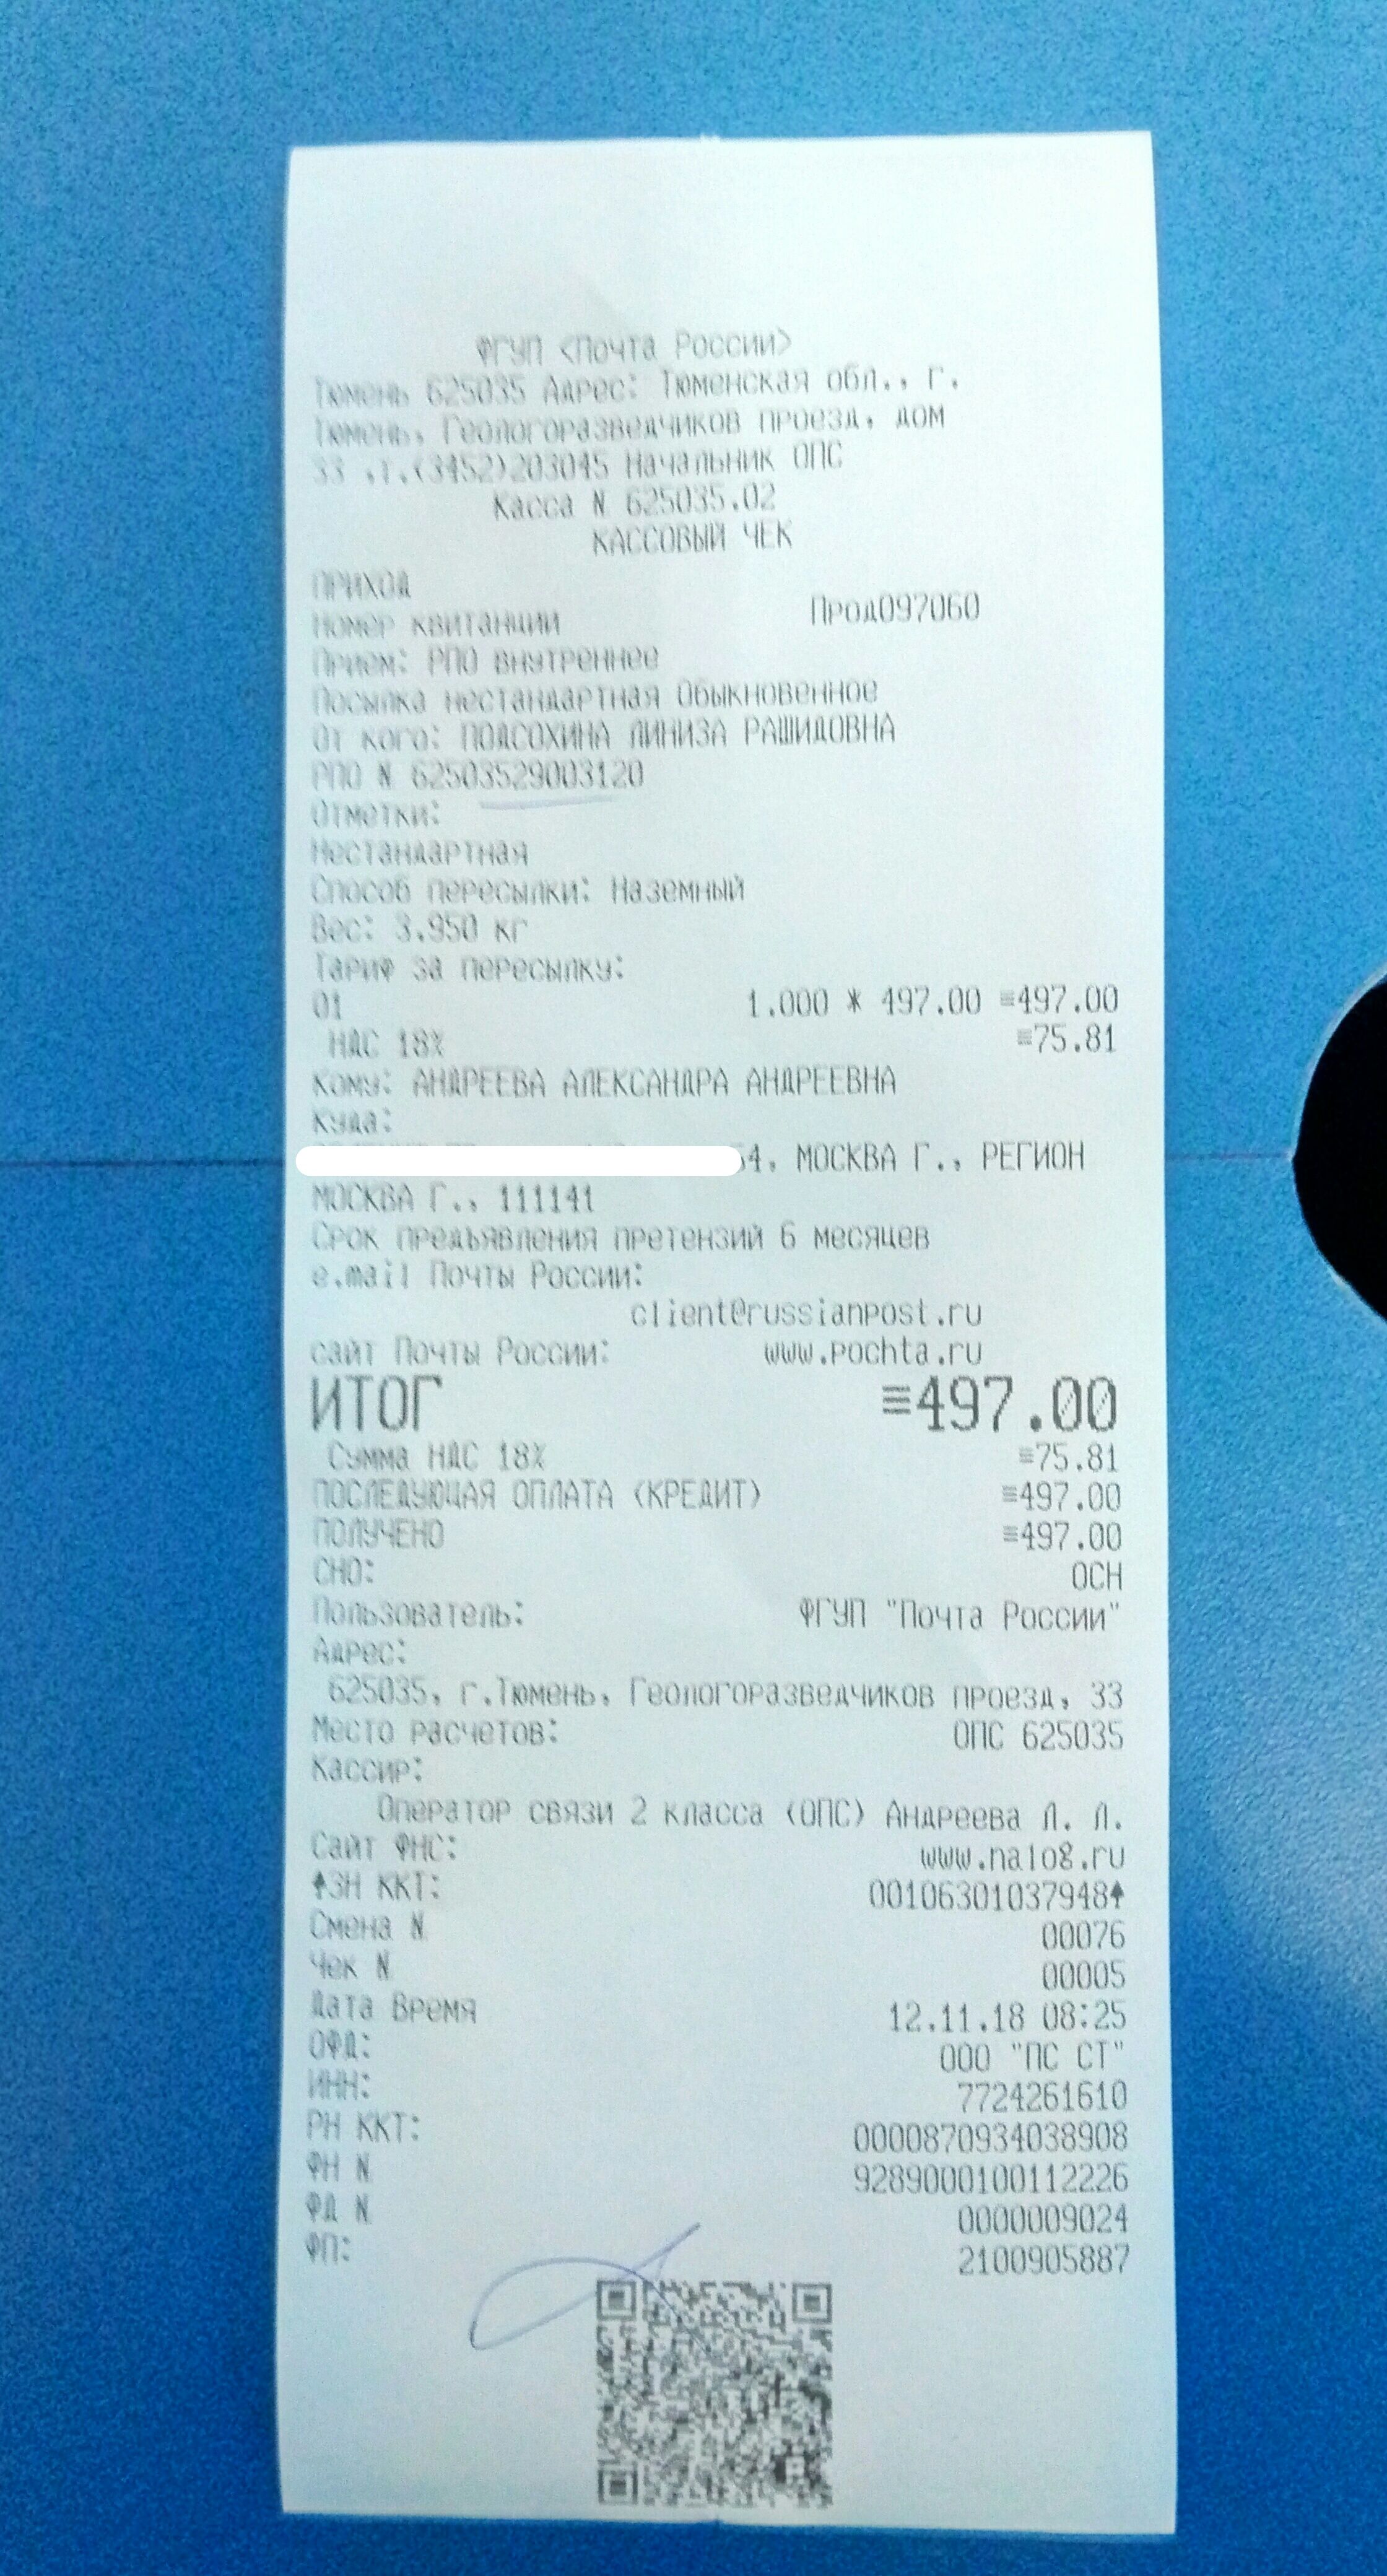 ФГУП <Почта России>
Тюмень 625035 Адрес: Тюменская обл., г.
Тюмень, Геологоразведчиков проезд, дом
33 ,т.(3452)203045 Начальник ОПС
Касса N 625035.02
КАССОВЫЙ ЧЕК
ПРИХОД
Номер квитанции Прод097060
Прием: РПО внутреннее
Посылка нестандартная Обыкновенное
От кого: ПОДСОХИНА ЛИНИЗА РАШИДОВНА
РПО N 62503529003120
Отметки:
Нестандартная
Способ пересылки: Наземный
Вес: 3.950 кг
Тариф за пересылку:
01 1.000 * 497.00 ≡497.00
НДС 18% ≡75.81
Кому: АНДРЕЕВА АЛЕКСАНДРА АНДРЕЕВНА
Куда:
54, МОСКВА Г., РЕГИОН
МОСКВА Г., 111141
Срок предъявления претензий 6 месяцев
e.mail Почты России:
client@russianpost.ru
сайт Почты России: www.pochta.ru
ИТОГ ≡497.00
Сумма НДС 18% ≡75.81
ПОСЛЕДУЮЩАЯ ОПЛАТА (КРЕДИТ) ≡497.00
ПОЛУЧЕНО ≡497.00
СНО: ОСН
Пользователь: ФГУП "Почта России"
Адрес:
625035, г.Тюмень, Геологоразведчиков проезд, 33
Место расчетов: ОПС 625035
Кассир:
Оператор связи 2 класса (ОПС) Андреева Л. Л.
Сайт ФНС: www.nalog.ru
↑ЗН ККТ: 00106301037948↑
Смена N 00076
Чек N 00005
Дата Время 12.11.18 08:25
ОФД: ООО "ПС СТ"
ИНН: 7724261610
РН ККТ: 0000870934038908
ФН N 9289000100112226
ФД N 0000009024
ФП: 2100905887